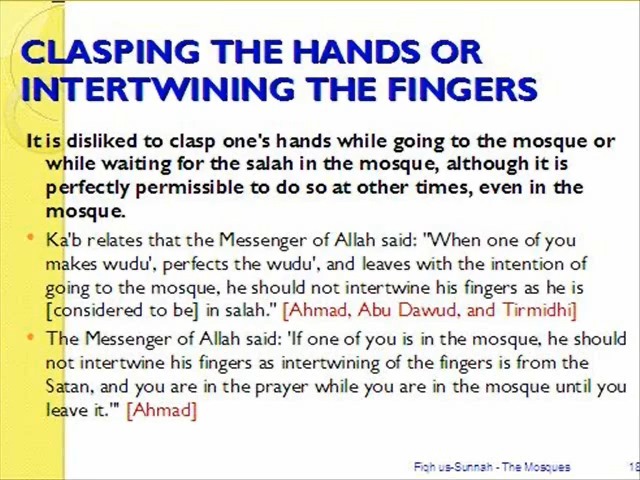 CLASPING THE HANDS OR
INTERTWINING THE FINGERS
It is disliked to clasp one's hands while going to the mosque or
while waiting for the salah in the mosque, although it is
perfectly permissible to do so at other times, even in the
mosque.
• Ka'b relates that the Messenger of Allah said: "When one of you
makes wudu', perfects the wudu', and leaves with the intention of
going to the mosque, he should not intertwine his fingers as he is
[considered to be] in salah." [Ahmad, Abu Dawud, and Tirmidhi]
• The Messenger of Allah said: 'If one of you is in the mosque, he should
not intertwine his fingers as intertwining of the fingers is from the
Satan, and you are in the prayer while you are in the mosque until you
leave it.'" [Ahmad]
Fiqh us-Sunnah - The Mosques